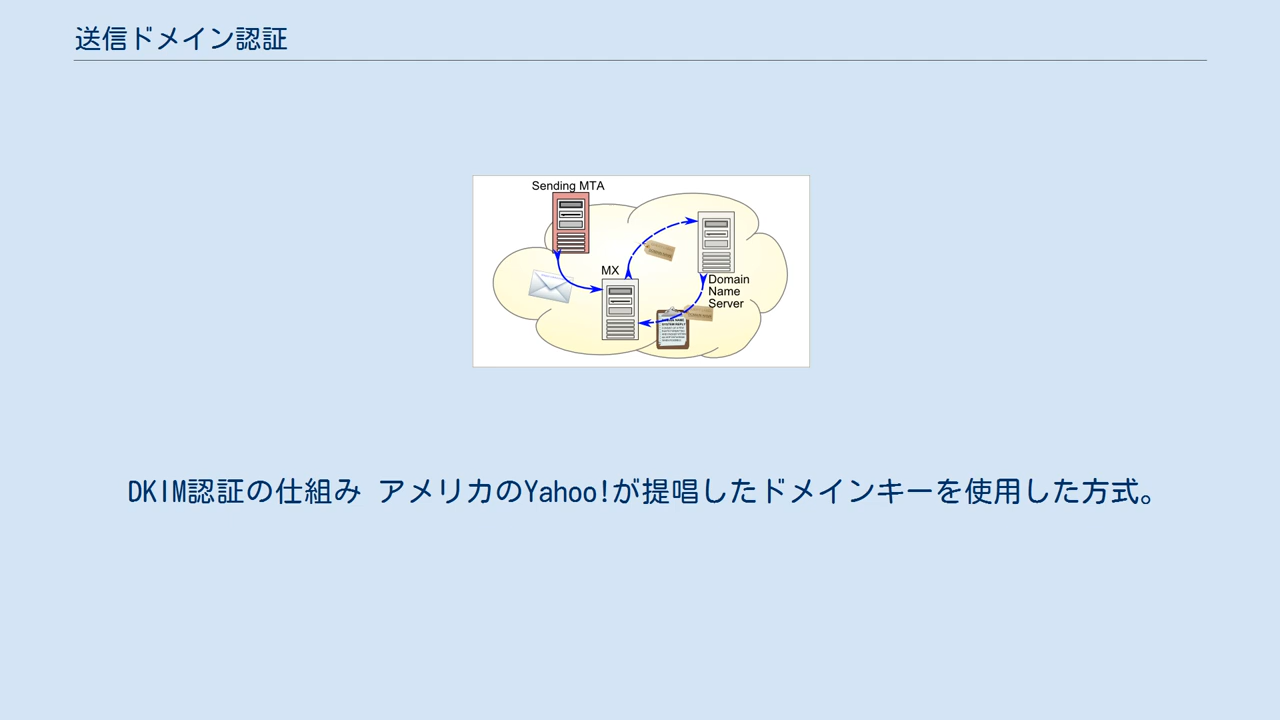 送信ドメイン認証
Sending MTA
MX
Domain
Name
Server
DKIM認証の仕組み アメリカのYahoo!が提唱したドメインキーを使用した方式。